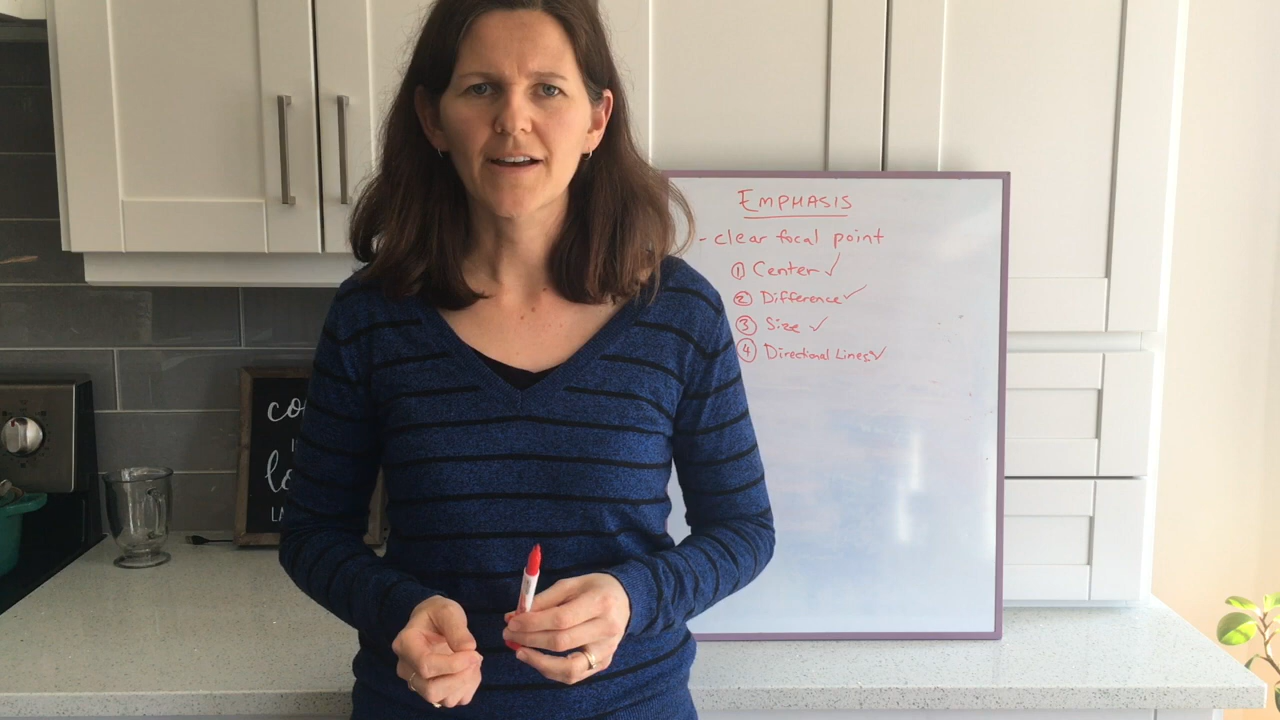 EMPHASIS
- clear focal point
① Center ✓
② Difference ✓
③ Size ✓
④ Directional Lines ✓